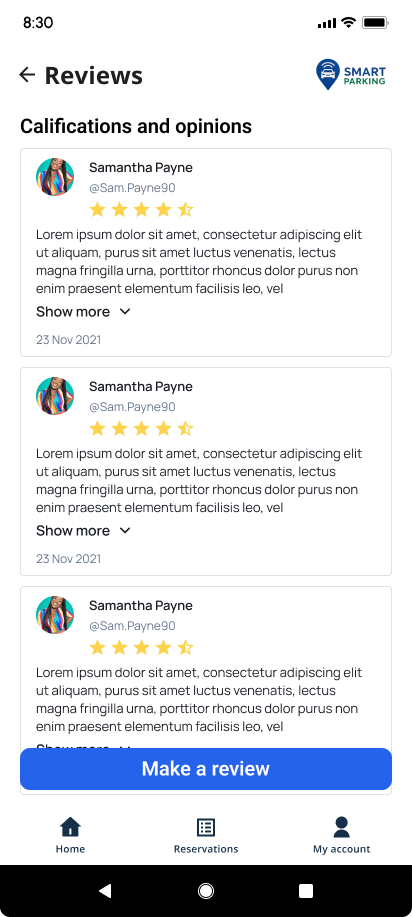 8:30
Reviews
SMART
PARKING
Califications and opinions
Samantha Payne
@Sam.Payne90
Lorem ipsum dolor sit amet, consectetur adipiscing elit
ut aliquam, purus sit amet luctus venenatis, lectus
magna fringilla urna, porttitor rhoncus dolor purus non
enim praesent elementum facilisis leo, vel
Show more
23 Nov 2021
Samantha Payne
@Sam.Payne90
Lorem ipsum dolor sit amet, consectetur adipiscing elit
ut aliquam, purus sit amet luctus venenatis, lectus
magna fringilla urna, porttitor rhoncus dolor purus non
enim praesent elementum facilisis leo, vel
Show more
23 Nov 2021
Samantha Payne
@Sam.Payne90
Lorem ipsum dolor sit amet, consectetur adipiscing elit
ut aliquam, purus sit amet luctus venenatis, lectus
magna fringilla urna, porttitor rhoncus dolor purus non
enim praesent elementum facilisis leo, vel
Show more
Make a review
Home
Reservations
My account